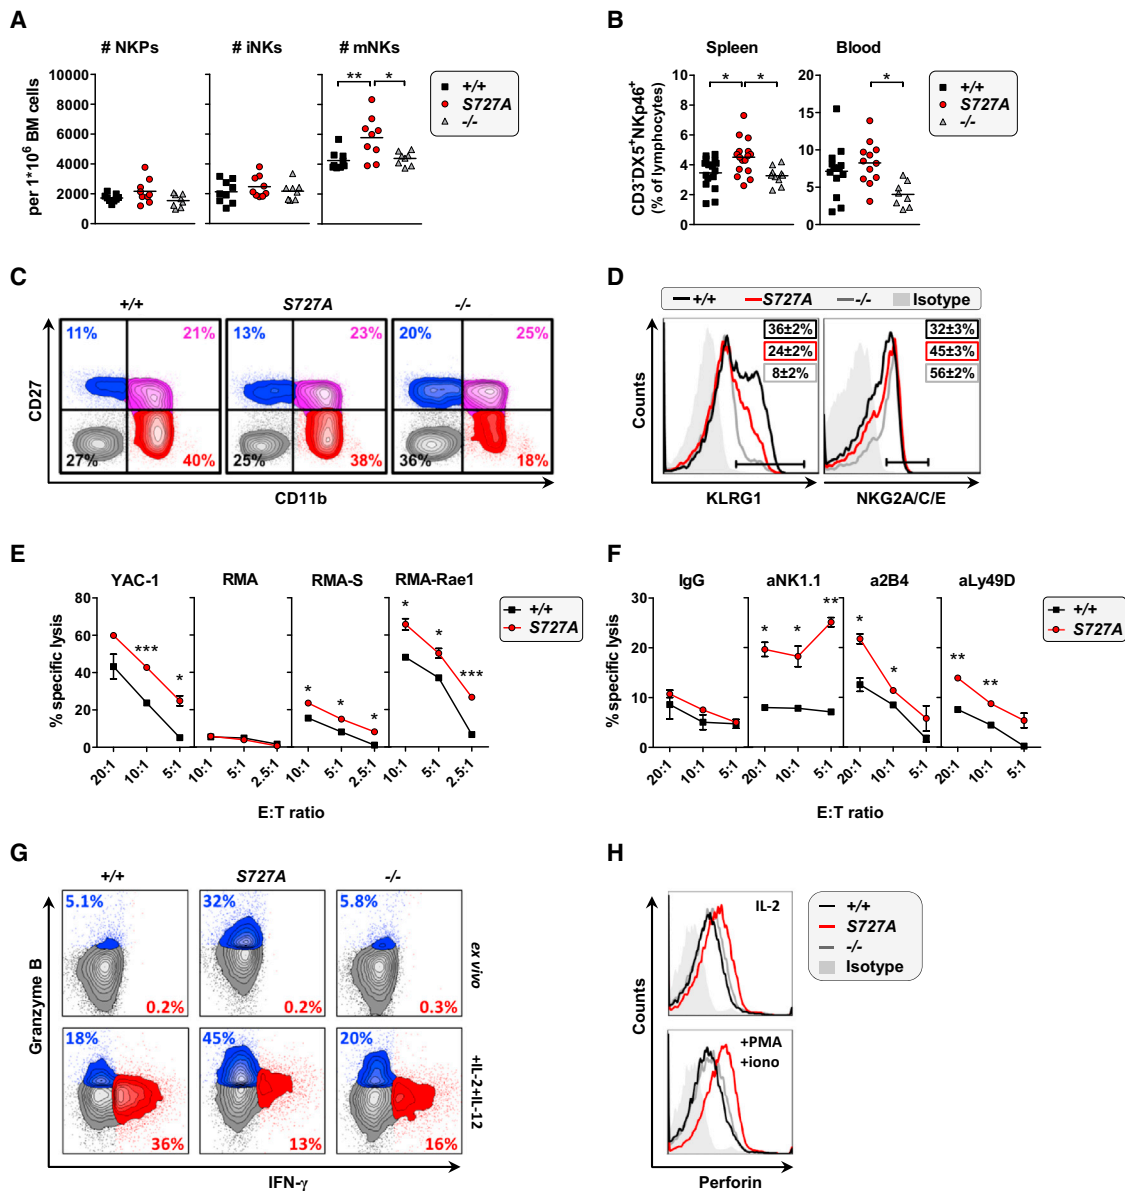 A
# NKPs
# iNKs
# mNKs
per 1*10⁶ BM cells
10000
8000
6000
4000
2000
0
**
*
+/+
S727A
-/-
B
Spleen
Blood
CD3⁻DX5⁺NKp46⁺
(% of lymphocytes)
10
8
6
4
2
0
*
*
20
15
10
5
0
*
+/+
S727A
-/-
C
+/+
S727A
-/-
CD27
11%
21%
27%
40%
13%
23%
25%
38%
20%
25%
36%
18%
CD11b
D
+/+
S727A
-/-
Isotype
Counts
36±2%
24±2%
8±2%
32±3%
45±3%
56±2%
KLRG1
NKG2A/C/E
E
YAC-1
RMA
RMA-S
RMA-Rae1
% specific lysis
80
60
40
20
0
***
*
*
*
*
*
*
***
20:1
10:1
5:1
10:1
5:1
2.5:1
10:1
5:1
2.5:1
10:1
5:1
2.5:1
E:T ratio
+/+
S727A
F
IgG
aNK1.1
a2B4
aLy49D
% specific lysis
30
20
10
0
*
*
**
*
*
**
**
20:1
10:1
5:1
20:1
10:1
5:1
20:1
10:1
5:1
20:1
10:1
5:1
E:T ratio
+/+
S727A
G
+/+
S727A
-/-
Granzyme B
5.1%
0.2%
32%
0.2%
5.8%
0.3%
ex vivo
18%
36%
45%
13%
20%
16%
+IL-2+IL-12
IFN-γ
H
IL-2
+PMA
+iono
Counts
Perforin
+/+
S727A
-/-
Isotype